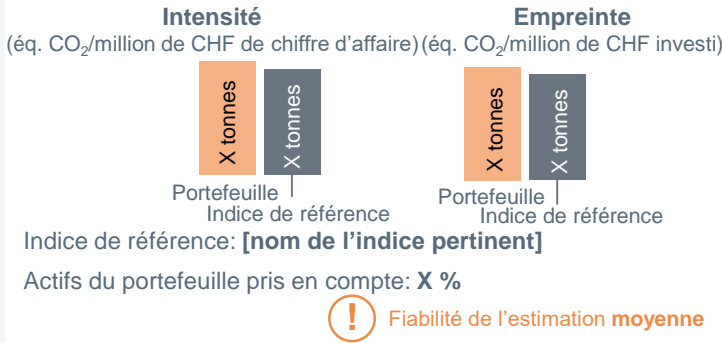 Intensité
(éq. CO₂/million de CHF de chiffre d'affaire)
X tonnes
X tonnes
Portefeuille
Indice de référence
Empreinte
(éq. CO₂/million de CHF investi)
X tonnes
X tonnes
Portefeuille
Indice de référence
Indice de référence: [nom de l'indice pertinent]
Actifs du portefeuille pris en compte: X %
! Fiabilité de l'estimation moyenne